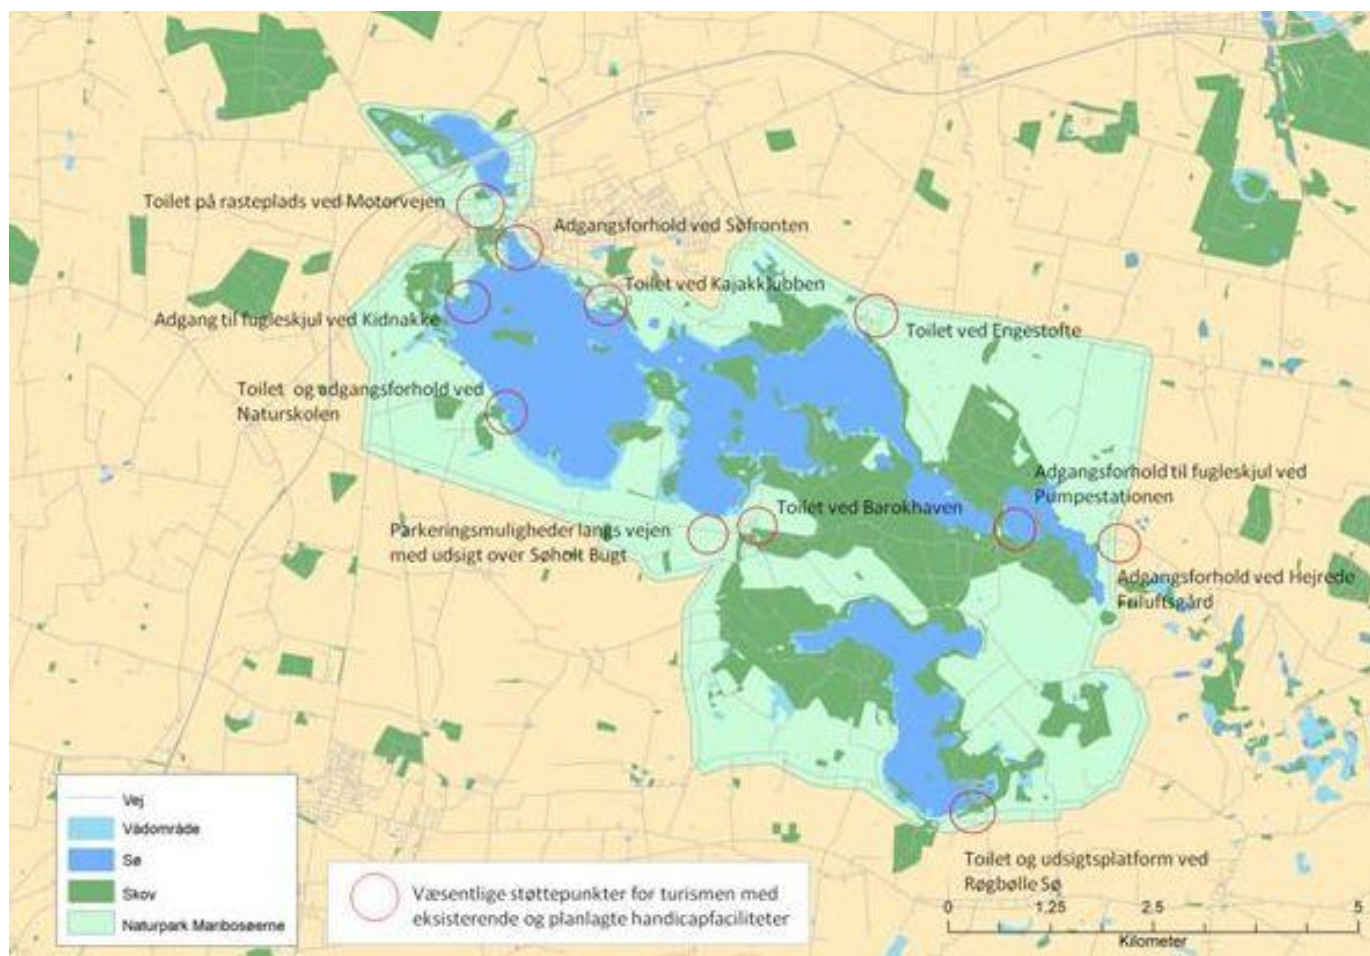 Toilet på rasteplads ved Motorvejen
Adgangsforhold ved Søfronten
Toilet ved Kajakklubben
Adgang til fugleskjul ved Kidnakke
Toilet ved Engestofte
Toilet og adgangsforhold ved
Naturskolen
Adgangsforhold til fugleskjul ved
Pumpestationen
Toilet ved Barokhaven
Parkeringsmuligheder langs vejen
med udsigt over Søholt Bugt
Adgangsforhold ved Hejrede
Friluftsgård
Toilet og udsigtsplatform ved
Røgbølle Sø
Vej
Vådområde
Sø
Skov
Naturpark Maribosøerne
Væsentlige støttepunkter for turismen med
eksisterende og planlagte handicapfaciliteter
0 1,25 2,5 5
Kilometer